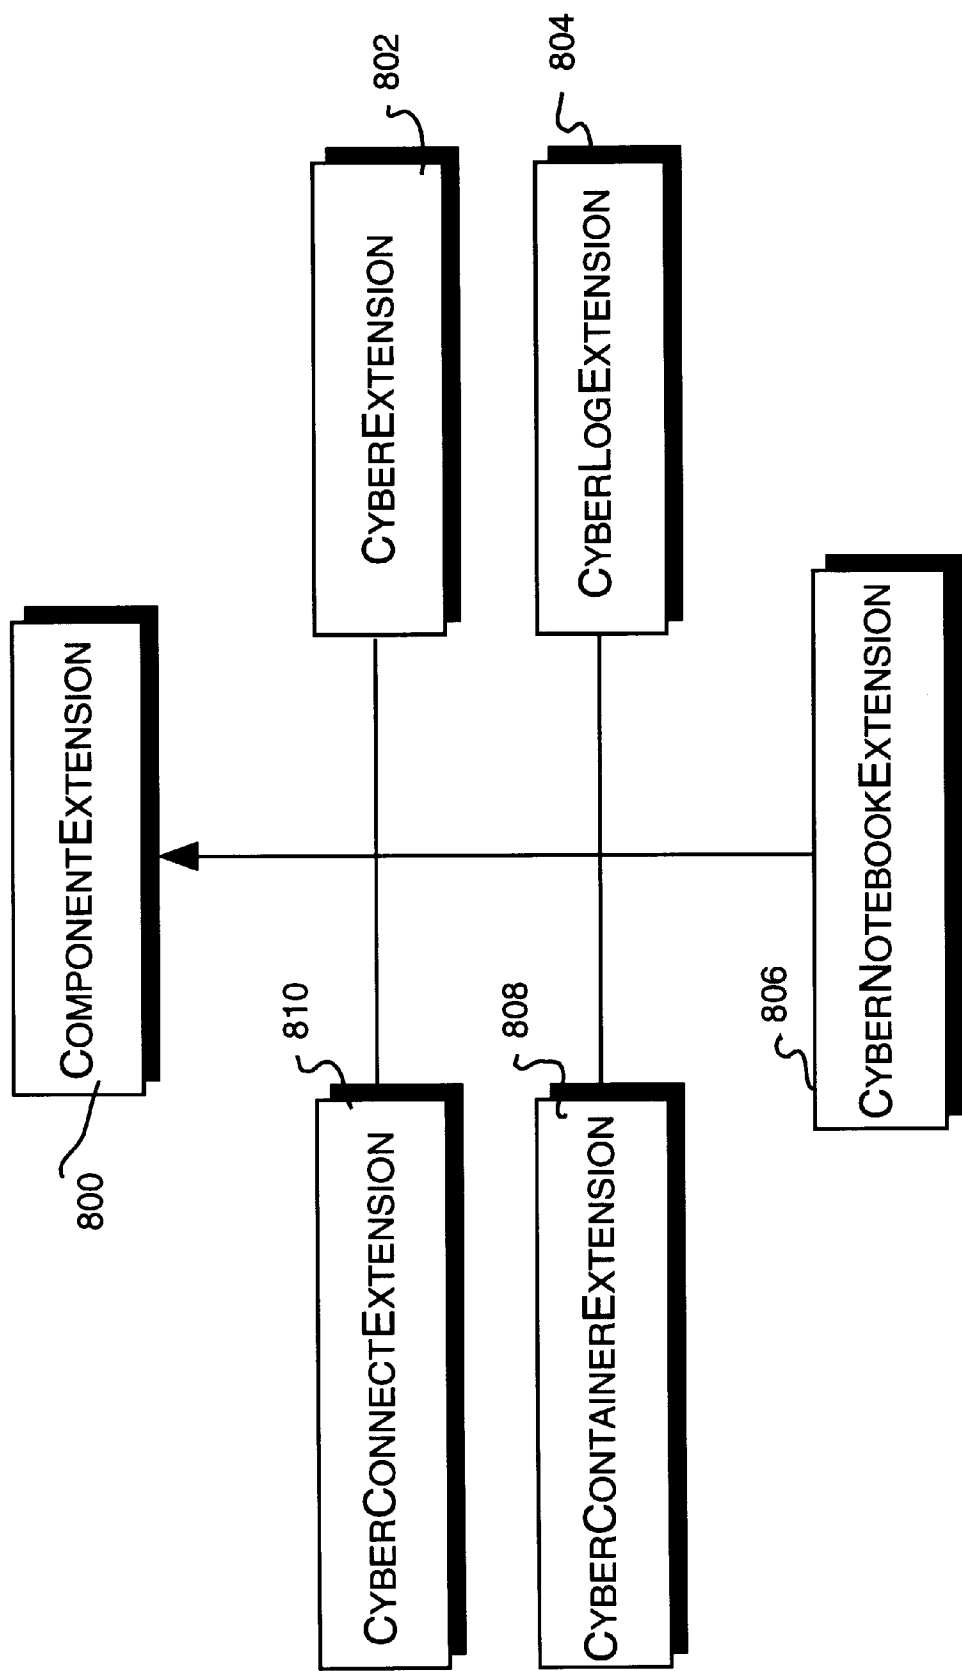 800
COMPONENTEXTENSION
810
CYBERCONNECTEXTENSION
CYBEREXTENSION
802
808
CYBERCONTAINEREXTENSION
CYBERLOGEXTENSION
804
806
CYBERNOTEBOOKEXTENSION